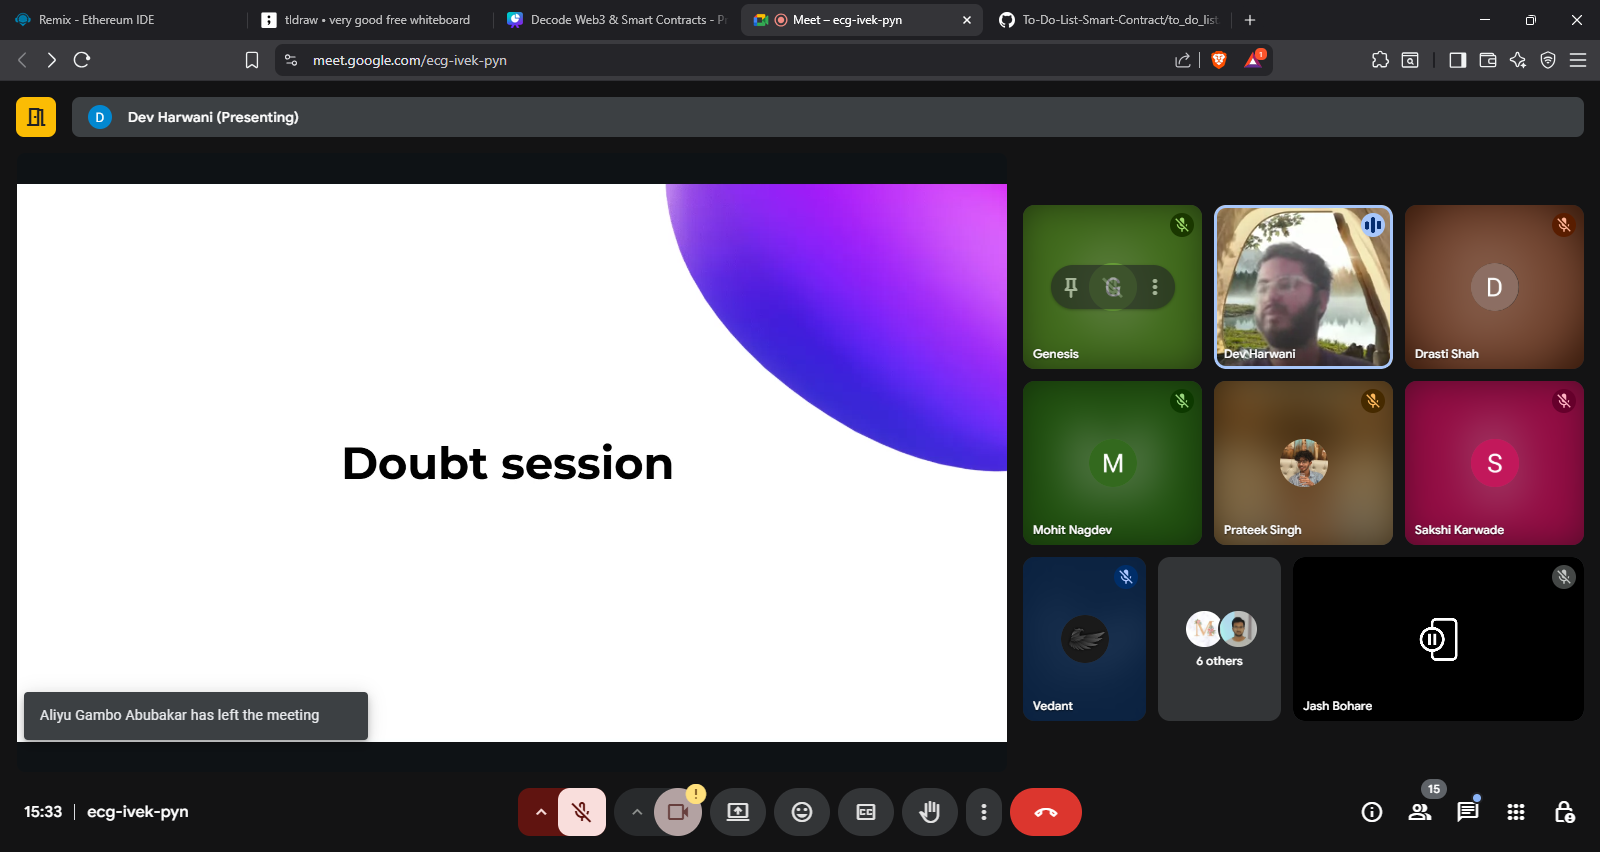 Remix - Ethereum IDE
tldraw • very good free whiteboard
Decode Web3 & Smart Contracts - Pr
Meet – ecg-ivek-pyn
To-Do-List-Smart-Contract/to_do_list
meet.google.com/ecg-ivek-pyn
1
D
Dev Harwani (Presenting)
Doubt session
Genesis
Dev Harwani
D
Drasti Shah
M
Mohit Nagdev
Prateek Singh
S
Sakshi Karwade
Vedant
M
6 others
Jash Bohare
Aliyu Gambo Abubakar has left the meeting
15:33
ecg-ivek-pyn
!
CC
15